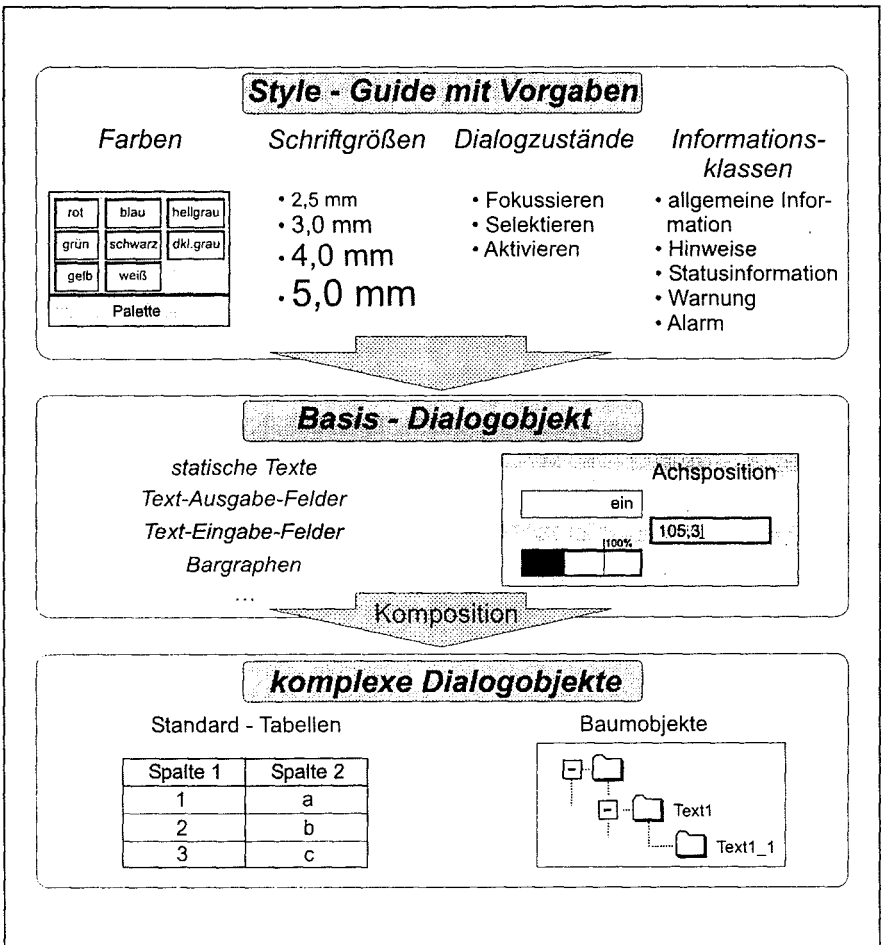 Style - Guide mit Vorgaben
Farben
rot blau hellgrau
grün schwarz dkl.grau
gelb weiß
Palette
Schriftgrößen
• 2,5 mm
• 3,0 mm
• 4,0 mm
• 5,0 mm
Dialogzustände
• Fokussieren
• Selektieren
• Aktivieren
Informations-
klassen
• allgemeine Infor-
mation
• Hinweise
• Statusinformation
• Warnung
• Alarm
Basis - Dialogobjekt
statische Texte
Text-Ausgabe-Felder
Text-Eingabe-Felder
Bargraphen
...
Achsposition
ein
105,3
100%
Komposition
komplexe Dialogobjekte
Standard - Tabellen
Spalte 1 Spalte 2
1 a
2 b
3 c
Baumobjekte
Text1
Text1_1